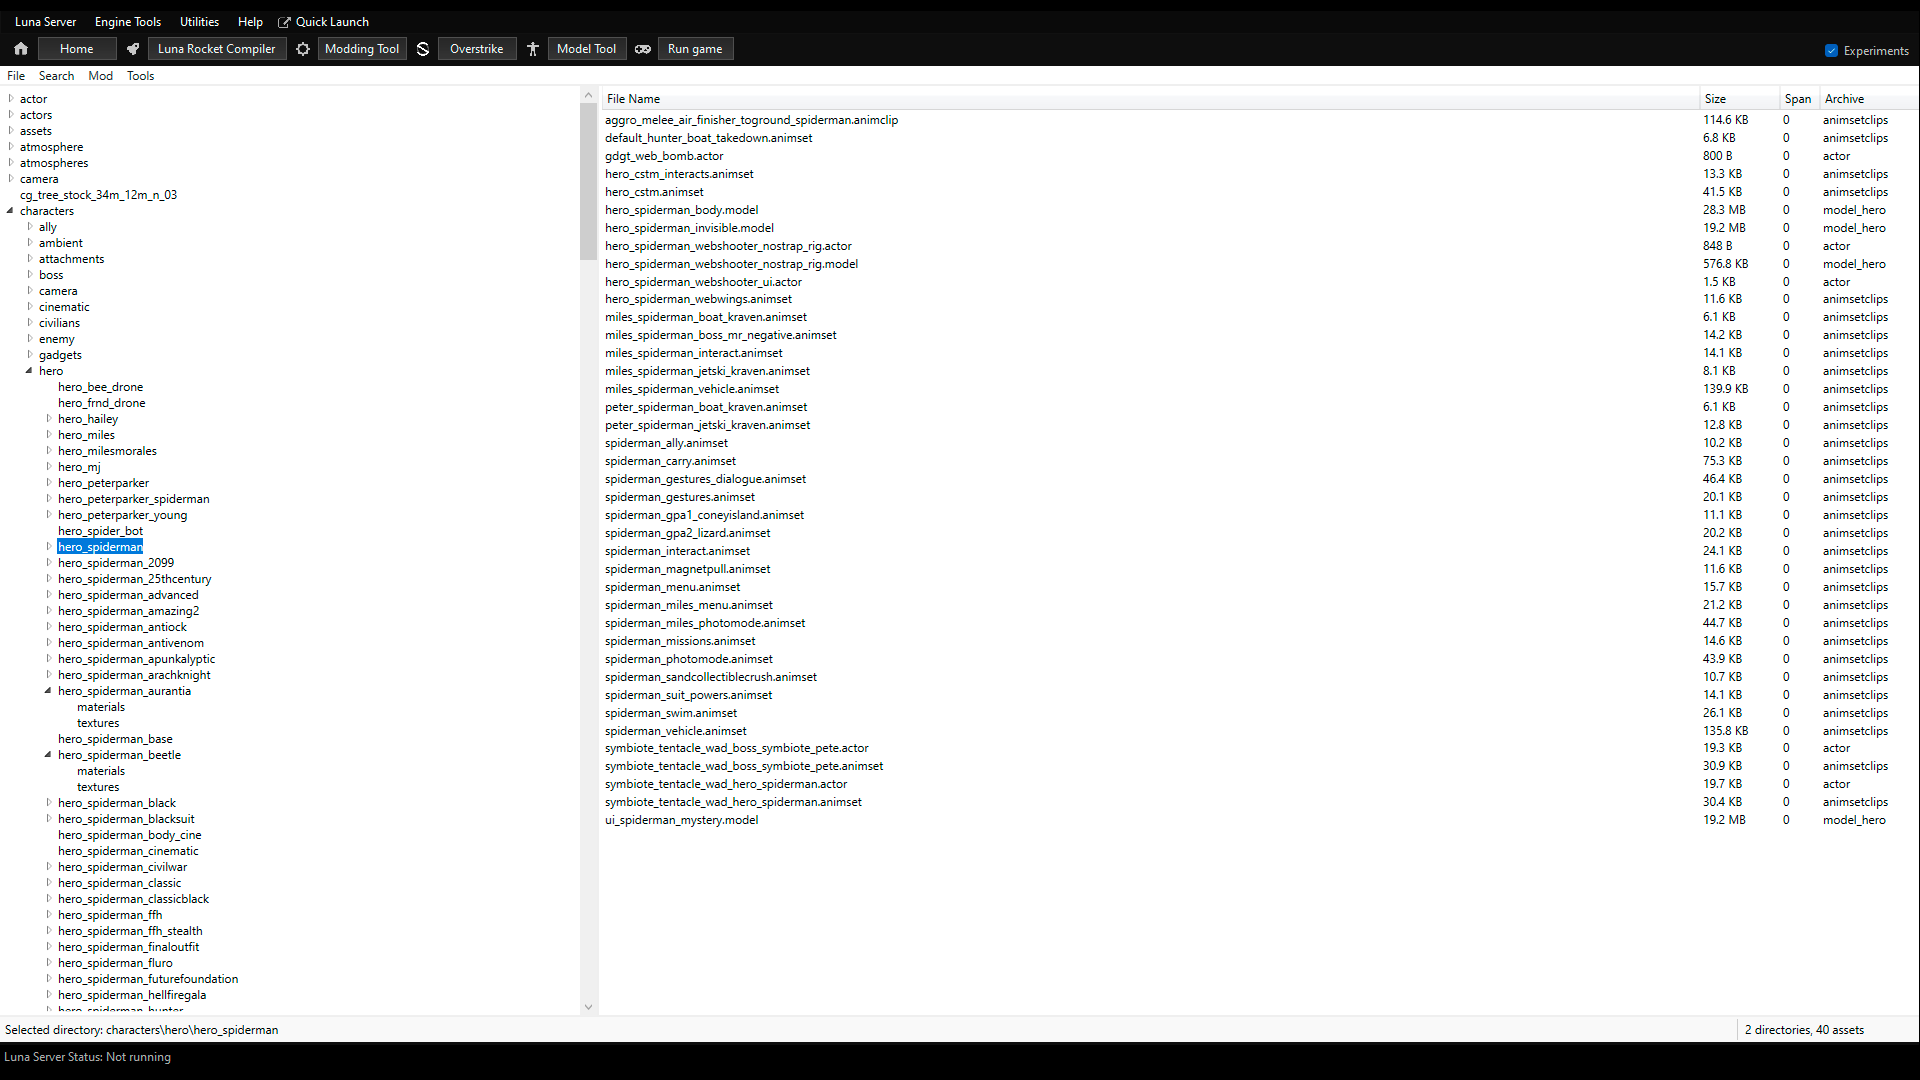 Luna Server Engine Tools Utilities Help Quick Launch
Home Luna Rocket Compiler Modding Tool Overstrike Model Tool Run game Experiments
File Search Mod Tools
actor
actors
assets
atmosphere
atmospheres
camera
cg_tree_stock_34m_12m_n_03
characters
ally
ambient
attachments
boss
camera
cinematic
civilians
enemy
gadgets
hero
hero_bee_drone
hero_frnd_drone
hero_hailey
hero_miles
hero_milesmorales
hero_mj
hero_peterparker
hero_peterparker_spiderman
hero_peterparker_young
hero_spider_bot
hero_spiderman
hero_spiderman_2099
hero_spiderman_25thcentury
hero_spiderman_advanced
hero_spiderman_amazing2
hero_spiderman_antiock
hero_spiderman_antivenom
hero_spiderman_apunkalyptic
hero_spiderman_arachknight
hero_spiderman_aurantia
materials
textures
hero_spiderman_base
hero_spiderman_beetle
materials
textures
hero_spiderman_black
hero_spiderman_blacksuit
hero_spiderman_body_cine
hero_spiderman_cinematic
hero_spiderman_civilwar
hero_spiderman_classic
hero_spiderman_classicblack
hero_spiderman_ffh
hero_spiderman_ffh_stealth
hero_spiderman_finaloutfit
hero_spiderman_fluro
hero_spiderman_futurefoundation
hero_spiderman_hellfiregala
hero_spiderman_hunter
File Name Size Span Archive
aggro_melee_air_finisher_toground_spiderman.animclip 114.6 KB 0 animsetclips
default_hunter_boat_takedown.animset 6.8 KB 0 animsetclips
gdgt_web_bomb.actor 800 B 0 actor
hero_cstm_interacts.animset 13.3 KB 0 animsetclips
hero_cstm.animset 41.5 KB 0 animsetclips
hero_spiderman_body.model 28.3 MB 0 model_hero
hero_spiderman_invisible.model 19.2 MB 0 model_hero
hero_spiderman_webshooter_nostrap_rig.actor 848 B 0 actor
hero_spiderman_webshooter_nostrap_rig.model 576.8 KB 0 model_hero
hero_spiderman_webshooter_ui.actor 1.5 KB 0 actor
hero_spiderman_webwings.animset 11.6 KB 0 animsetclips
miles_spiderman_boat_kraven.animset 6.1 KB 0 animsetclips
miles_spiderman_boss_mr_negative.animset 14.2 KB 0 animsetclips
miles_spiderman_interact.animset 14.1 KB 0 animsetclips
miles_spiderman_jetski_kraven.animset 8.1 KB 0 animsetclips
miles_spiderman_vehicle.animset 139.9 KB 0 animsetclips
peter_spiderman_boat_kraven.animset 6.1 KB 0 animsetclips
peter_spiderman_jetski_kraven.animset 12.8 KB 0 animsetclips
spiderman_ally.animset 10.2 KB 0 animsetclips
spiderman_carry.animset 75.3 KB 0 animsetclips
spiderman_gestures_dialogue.animset 46.4 KB 0 animsetclips
spiderman_gestures.animset 20.1 KB 0 animsetclips
spiderman_gpa1_coneyisland.animset 11.1 KB 0 animsetclips
spiderman_gpa2_lizard.animset 20.2 KB 0 animsetclips
spiderman_interact.animset 24.1 KB 0 animsetclips
spiderman_magnetpull.animset 11.6 KB 0 animsetclips
spiderman_menu.animset 15.7 KB 0 animsetclips
spiderman_miles_menu.animset 21.2 KB 0 animsetclips
spiderman_miles_photomode.animset 44.7 KB 0 animsetclips
spiderman_missions.animset 14.6 KB 0 animsetclips
spiderman_photomode.animset 43.9 KB 0 animsetclips
spiderman_sandcollectiblecrush.animset 10.7 KB 0 animsetclips
spiderman_suit_powers.animset 14.1 KB 0 animsetclips
spiderman_swim.animset 26.1 KB 0 animsetclips
spiderman_vehicle.animset 135.8 KB 0 animsetclips
symbiote_tentacle_wad_boss_symbiote_pete.actor 19.3 KB 0 actor
symbiote_tentacle_wad_boss_symbiote_pete.animset 30.9 KB 0 animsetclips
symbiote_tentacle_wad_hero_spiderman.actor 19.7 KB 0 actor
symbiote_tentacle_wad_hero_spiderman.animset 30.4 KB 0 animsetclips
ui_spiderman_mystery.model 19.2 MB 0 model_hero
Selected directory: characters\hero\hero_spiderman 2 directories, 40 assets
Luna Server Status: Not running